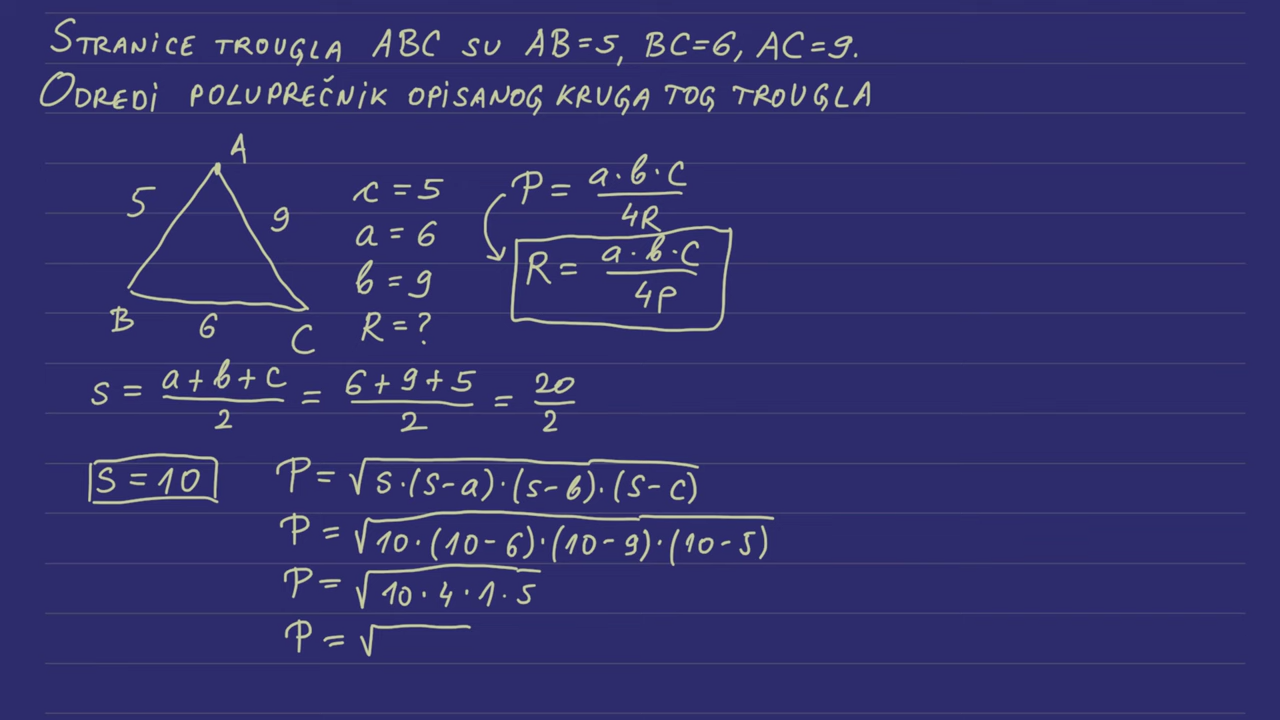 STRANICE TROUGLA ABC SU AB=5, BC=6, AC=9.
ODREDI POLUPREČNIK OPISANOG KRUGA TOG TROUGLA
A
5
9
B
6
C
c = 5
a = 6
b = 9
R = ?
P = a·b·c / 4R
R = a·b·c / 4P
s = a+b+c / 2 = 6+9+5 / 2 = 20 / 2
s = 10
P = √s·(s-a)·(s-b)·(s-c)
P = √10·(10-6)·(10-9)·(10-5)
P = √10·4·1·5
P = √